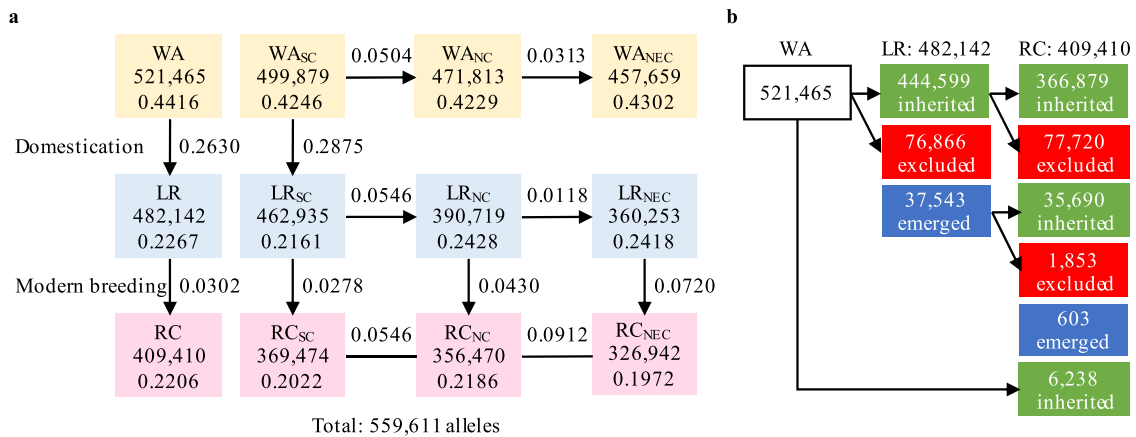 a
WA
521,465
0.4416
WASC
499,879
0.4246
0.0504
WANC
471,813
0.4229
0.0313
WANEC
457,659
0.4302
Domestication
0.2630
0.2875
LR
482,142
0.2267
LRSC
462,935
0.2161
0.0546
LRNC
390,719
0.2428
0.0118
LRNEC
360,253
0.2418
Modern breeding
0.0302
0.0278
0.0430
0.0720
RC
409,410
0.2206
RCSC
369,474
0.2022
0.0546
RCNC
356,470
0.2186
0.0912
RCNEC
326,942
0.1972
Total: 559,611 alleles
b
WA
LR: 482,142
RC: 409,410
521,465
444,599
inherited
366,879
inherited
76,866
excluded
77,720
excluded
37,543
emerged
35,690
inherited
1,853
excluded
603
emerged
6,238
inherited